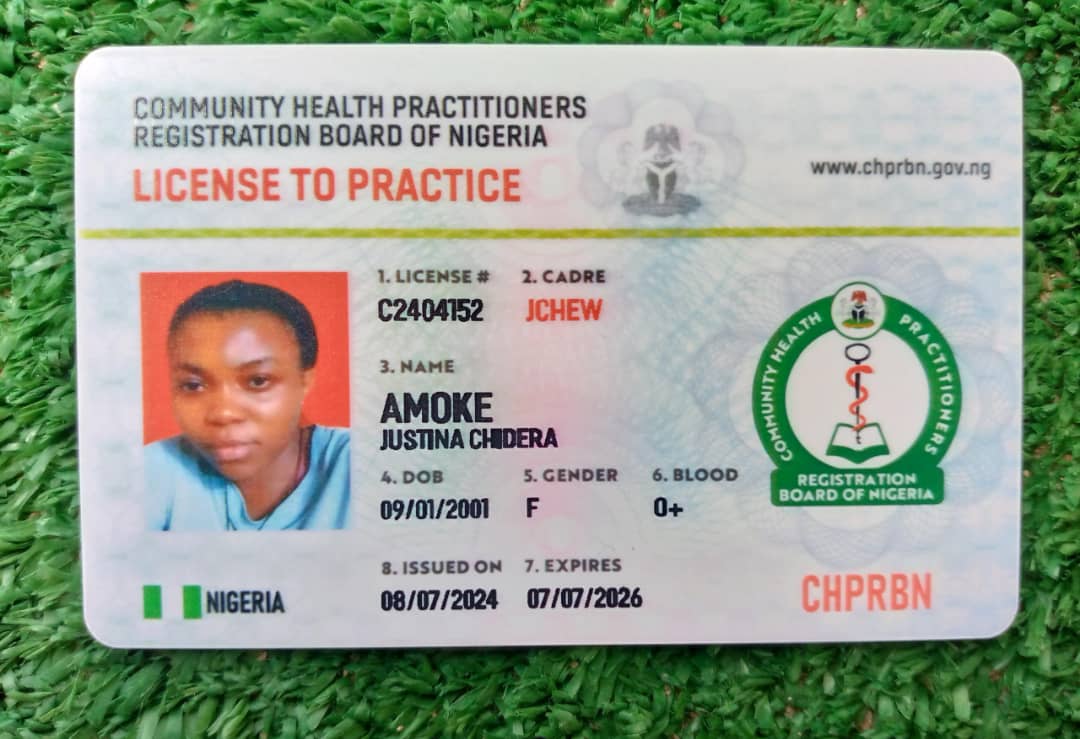 COMMUNITY HEALTH PRACTITIONERS
REGISTRATION BOARD OF NIGERIA
LICENSE TO PRACTICE
www.chprbn.gov.ng
1. LICENSE # 2. CADRE
C2404152 JCHEW
3. NAME
AMOKE
JUSTINA CHIDERA
4. DOB 5. GENDER 6. BLOOD
09/01/2001 F O+
8. ISSUED ON 7. EXPIRES
08/07/2024 07/07/2026
NIGERIA
COMMUNITY HEALTH PRACTITIONERS
REGISTRATION
BOARD OF NIGERIA
CHPRBN